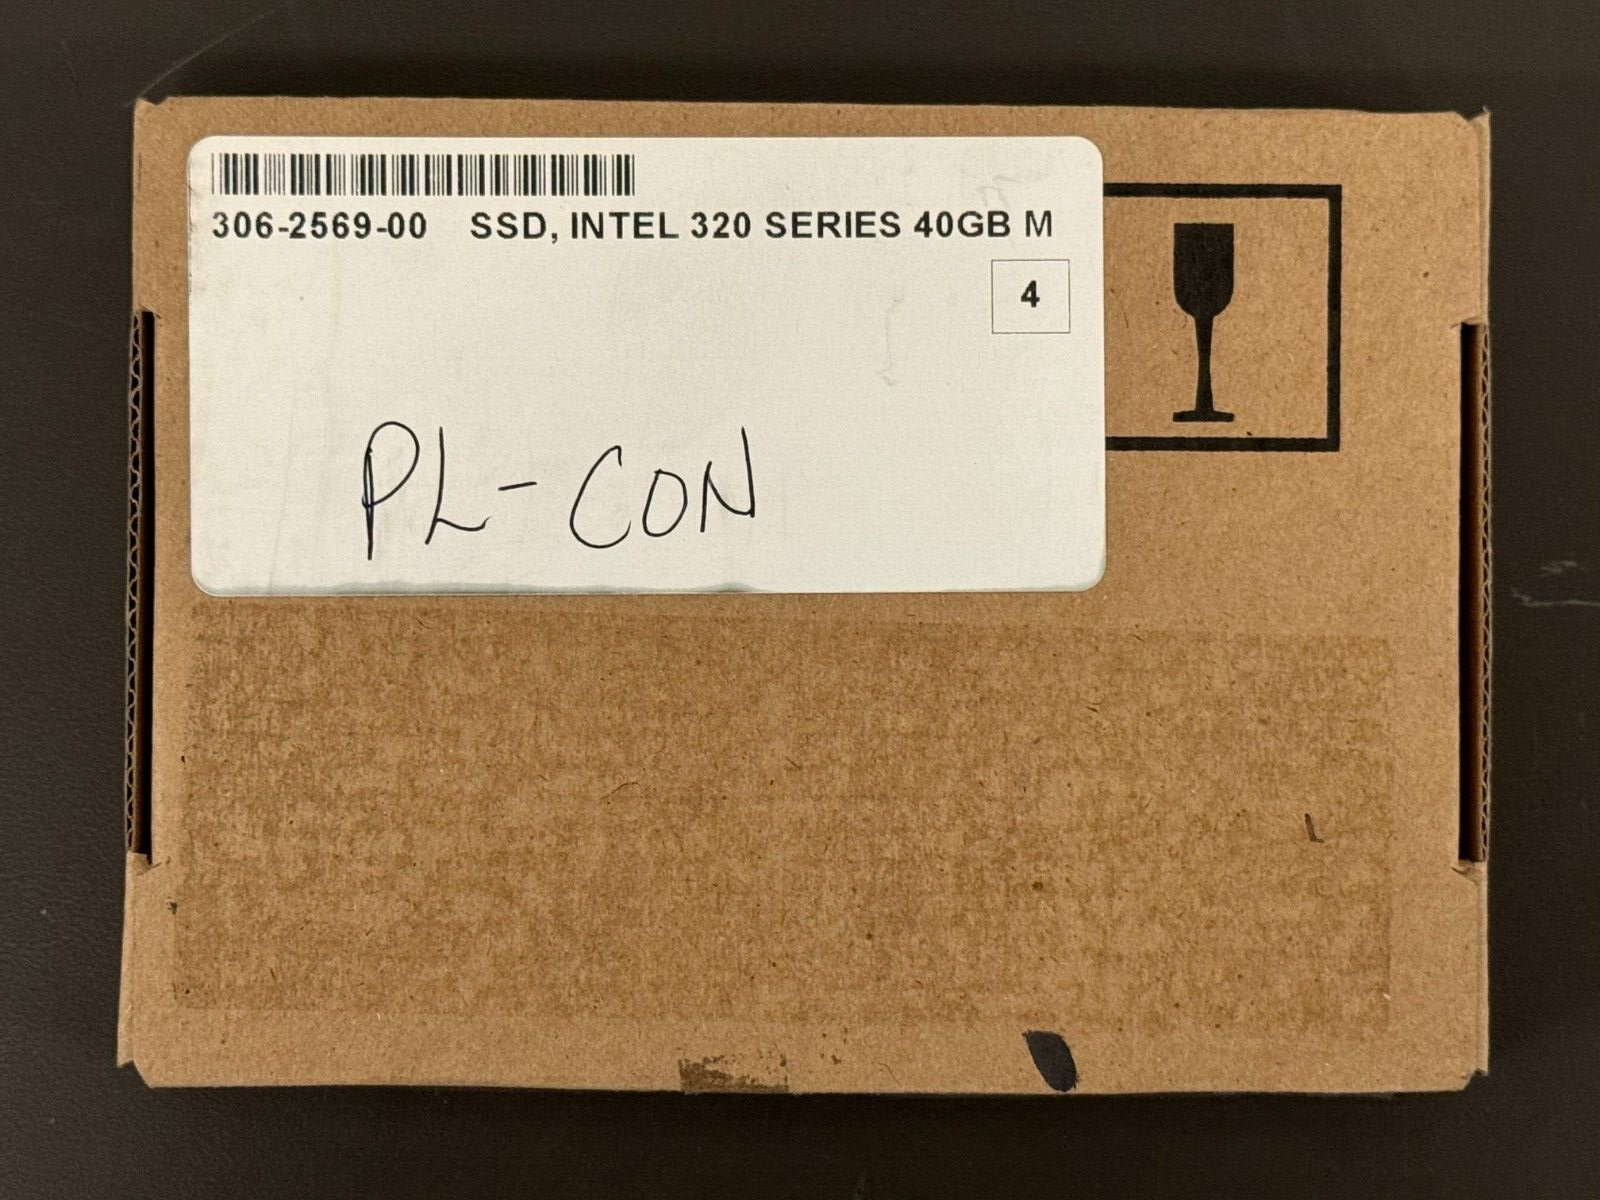 306-2569-00 SSD, INTEL 320 SERIES 40GB M
4
PL-CON